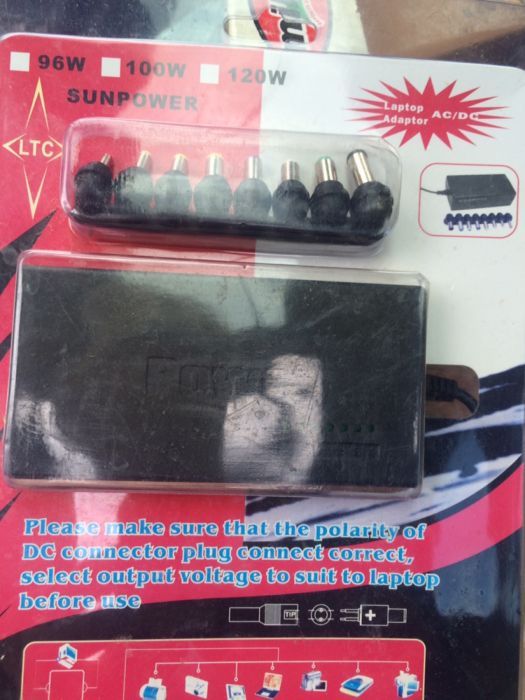 96W 100W 120W
SUNPOWER
LTC
Laptop
Adaptor AC/DC
Please make sure that the polarity of
DC connector plug connect correct,
select output voltage to suit to laptop
before use
TIP
+